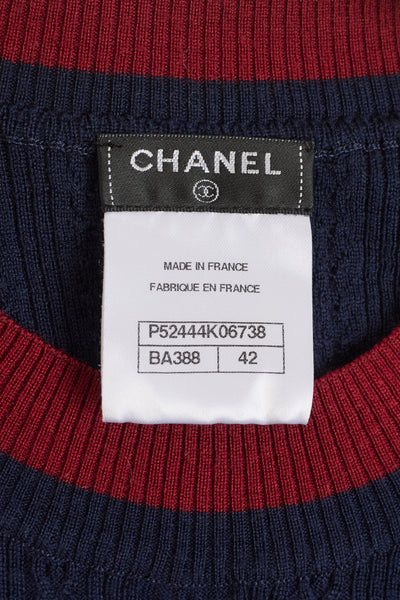 CHANEL
MADE IN FRANCE
FABRIQUE EN FRANCE
P52444K06738
BA388 42